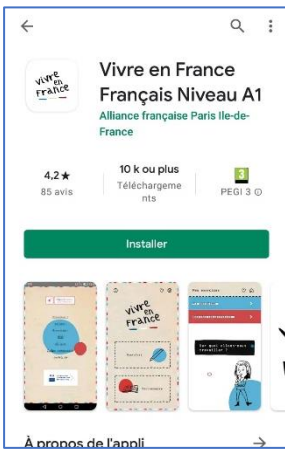 vivre
en
France
Vivre en France
Français Niveau A1
Alliance française Paris Ile-de-
France
4,2★
85 avis
10 k ou plus
Téléchargeme
nts
3
PEGI 3
Installer
vivre
en
France
À propos de l'appli